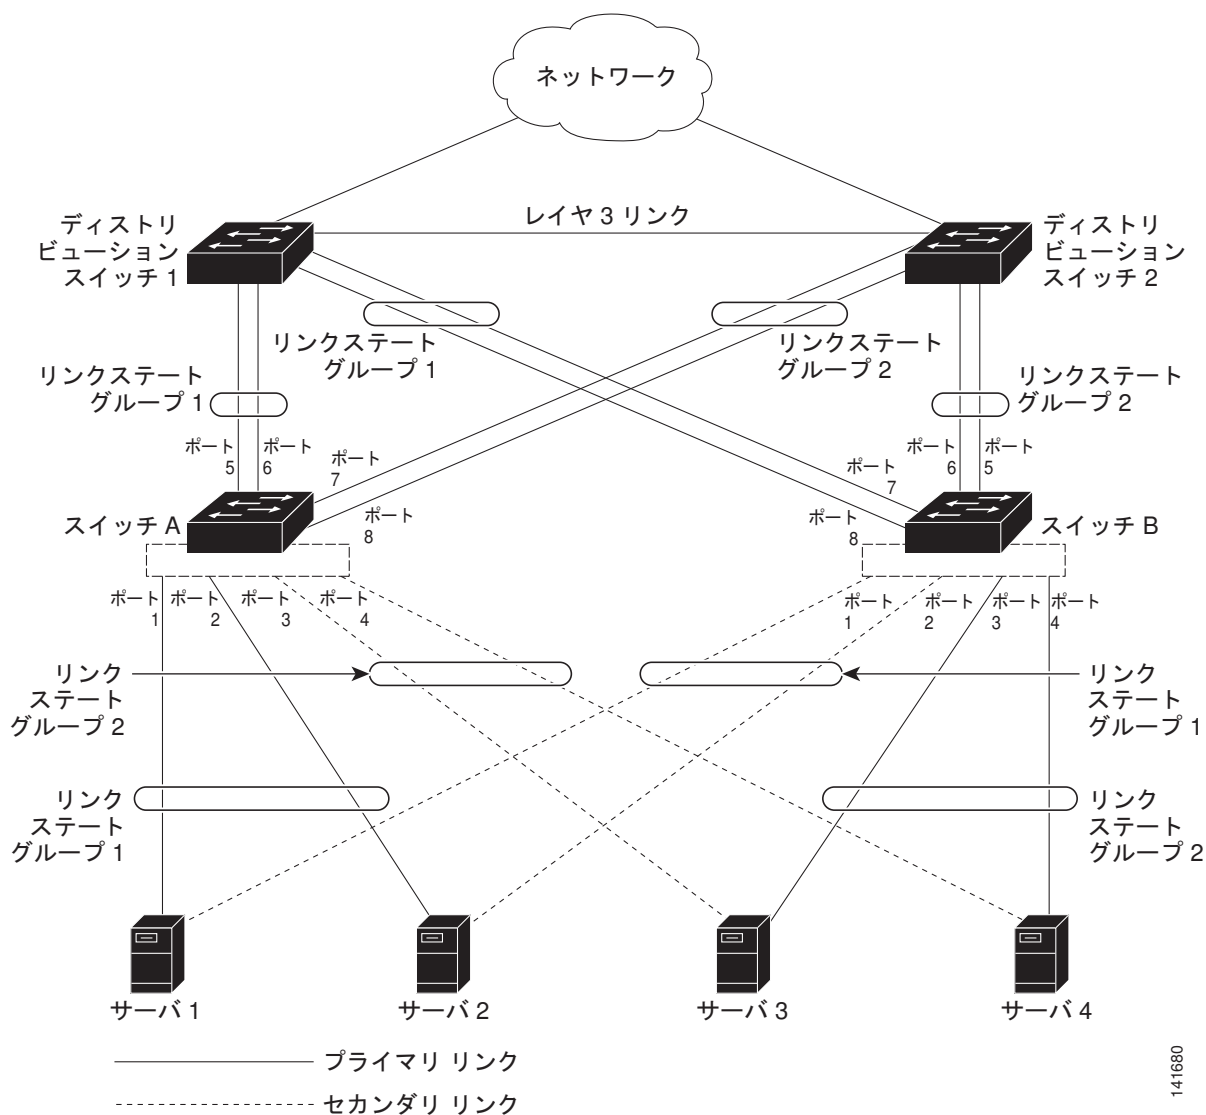 ネットワーク
レイヤ 3 リンク
ディストリ
ビューション
スイッチ 1
ディストリ
ビューション
スイッチ 2
リンクステート
グループ 1
リンクステート
グループ 2
リンクステート
グループ 1
リンクステート
グループ 2
ポート
5
ポート
6
ポート
7
ポート
8
ポート
7
ポート
8
ポート
6
ポート
5
スイッチ A
スイッチ B
ポート
1
ポート
2
ポート
3
ポート
4
ポート
1
ポート
2
ポート
3
ポート
4
リンク
ステート
グループ 2
リンク
ステート
グループ 1
リンク
ステート
グループ 1
リンク
ステート
グループ 2
サーバ 1
サーバ 2
サーバ 3
サーバ 4
プライマリ リンク
セカンダリ リンク
141680